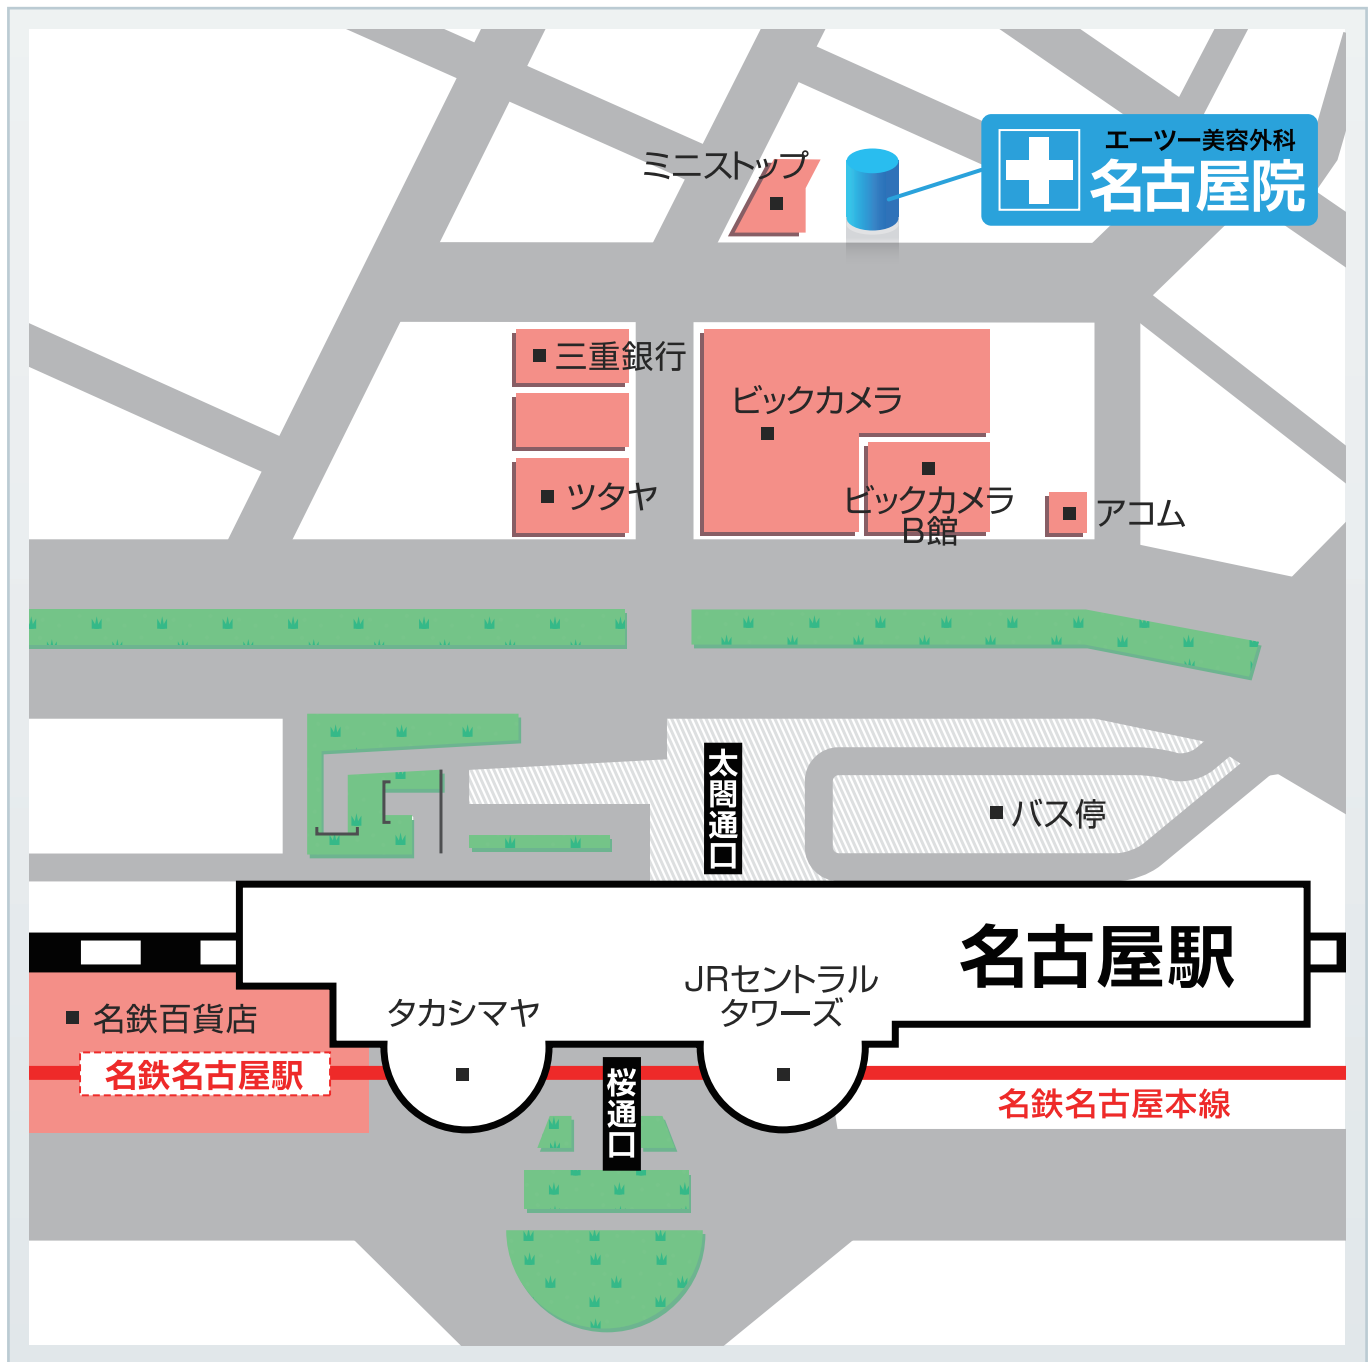 エーツー美容外科
名古屋院
ミニストップ
三重銀行
ビックカメラ
ツタヤ
ビックカメラ
B館
アコム
太閤通口
バス停
名古屋駅
JRセントラル
タワーズ
タカシマヤ
名鉄百貨店
名鉄名古屋駅
桜通口
名鉄名古屋本線